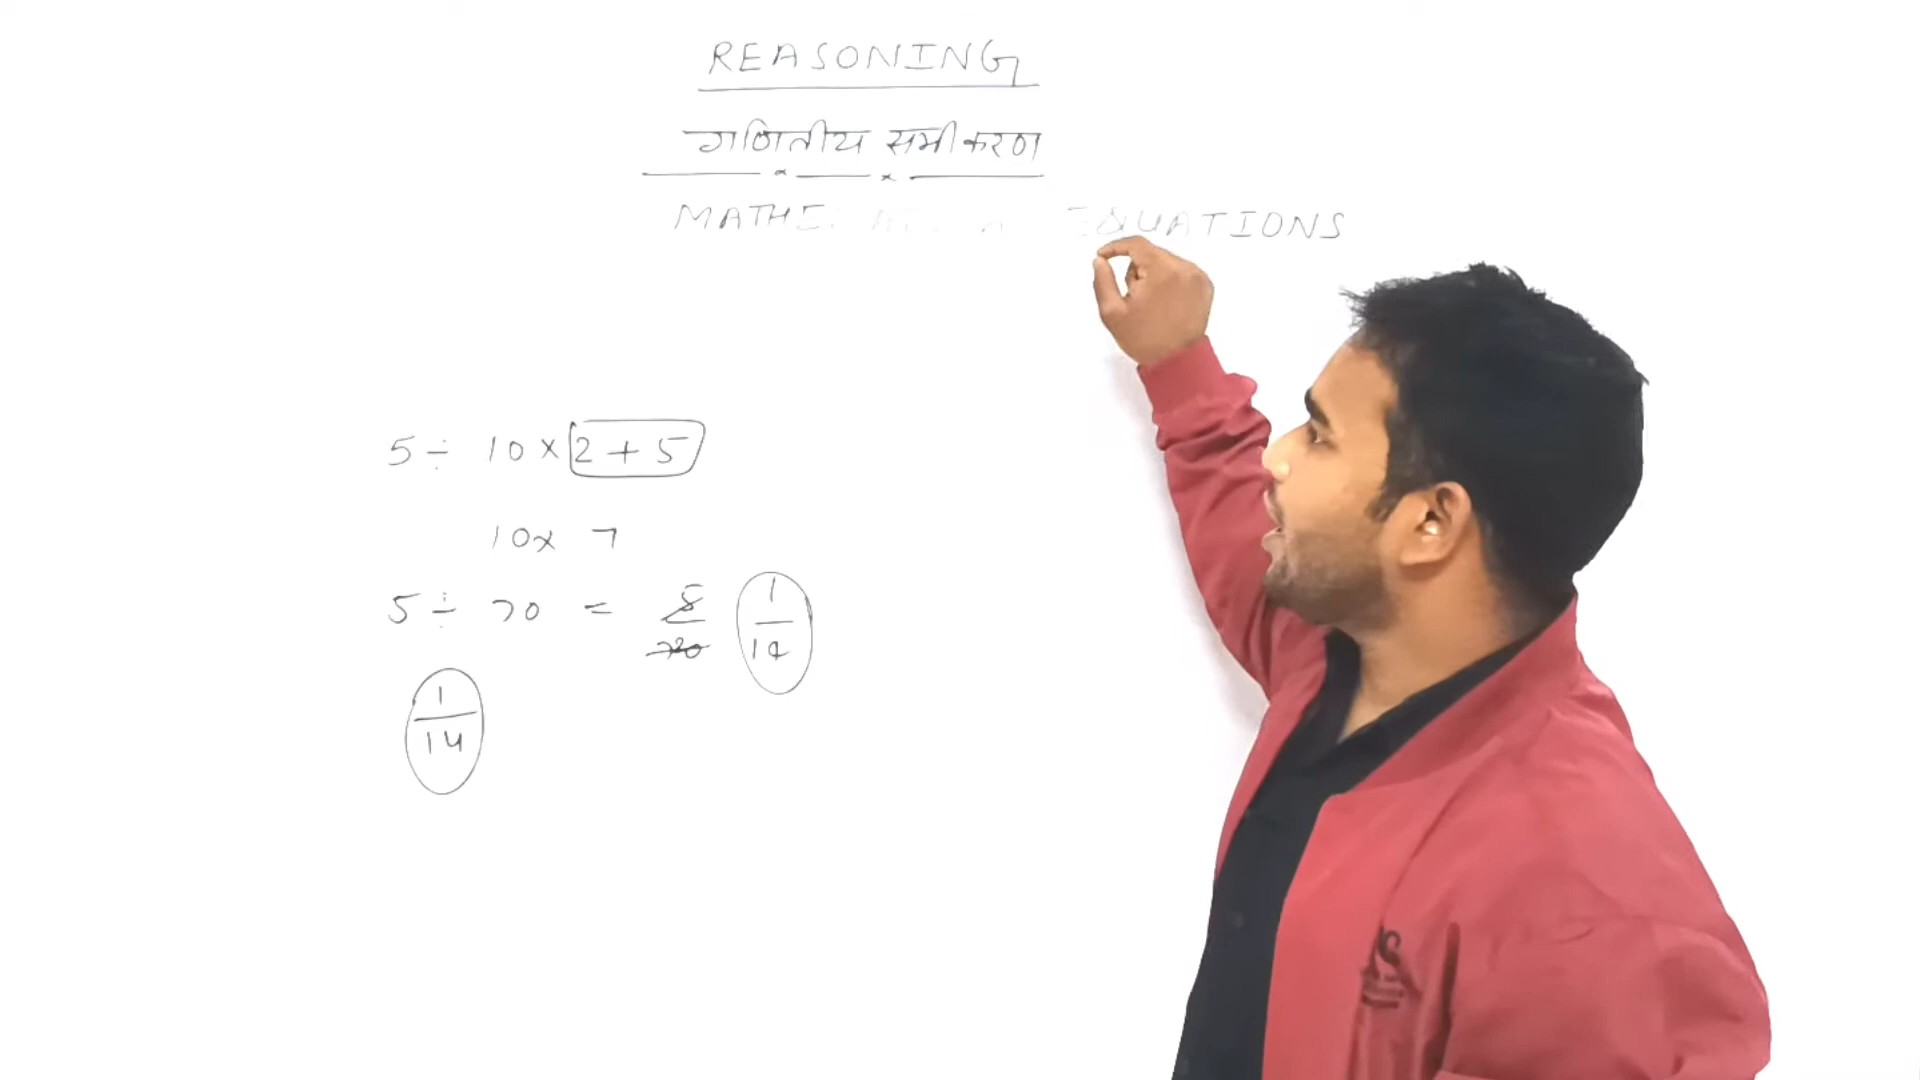 REASONING
गणितीय समीकरण
EQUATIONS
5 ÷ 10 × 2 + 5
10 × 7
5 ÷ 70 = 5/70 1/14
1/14